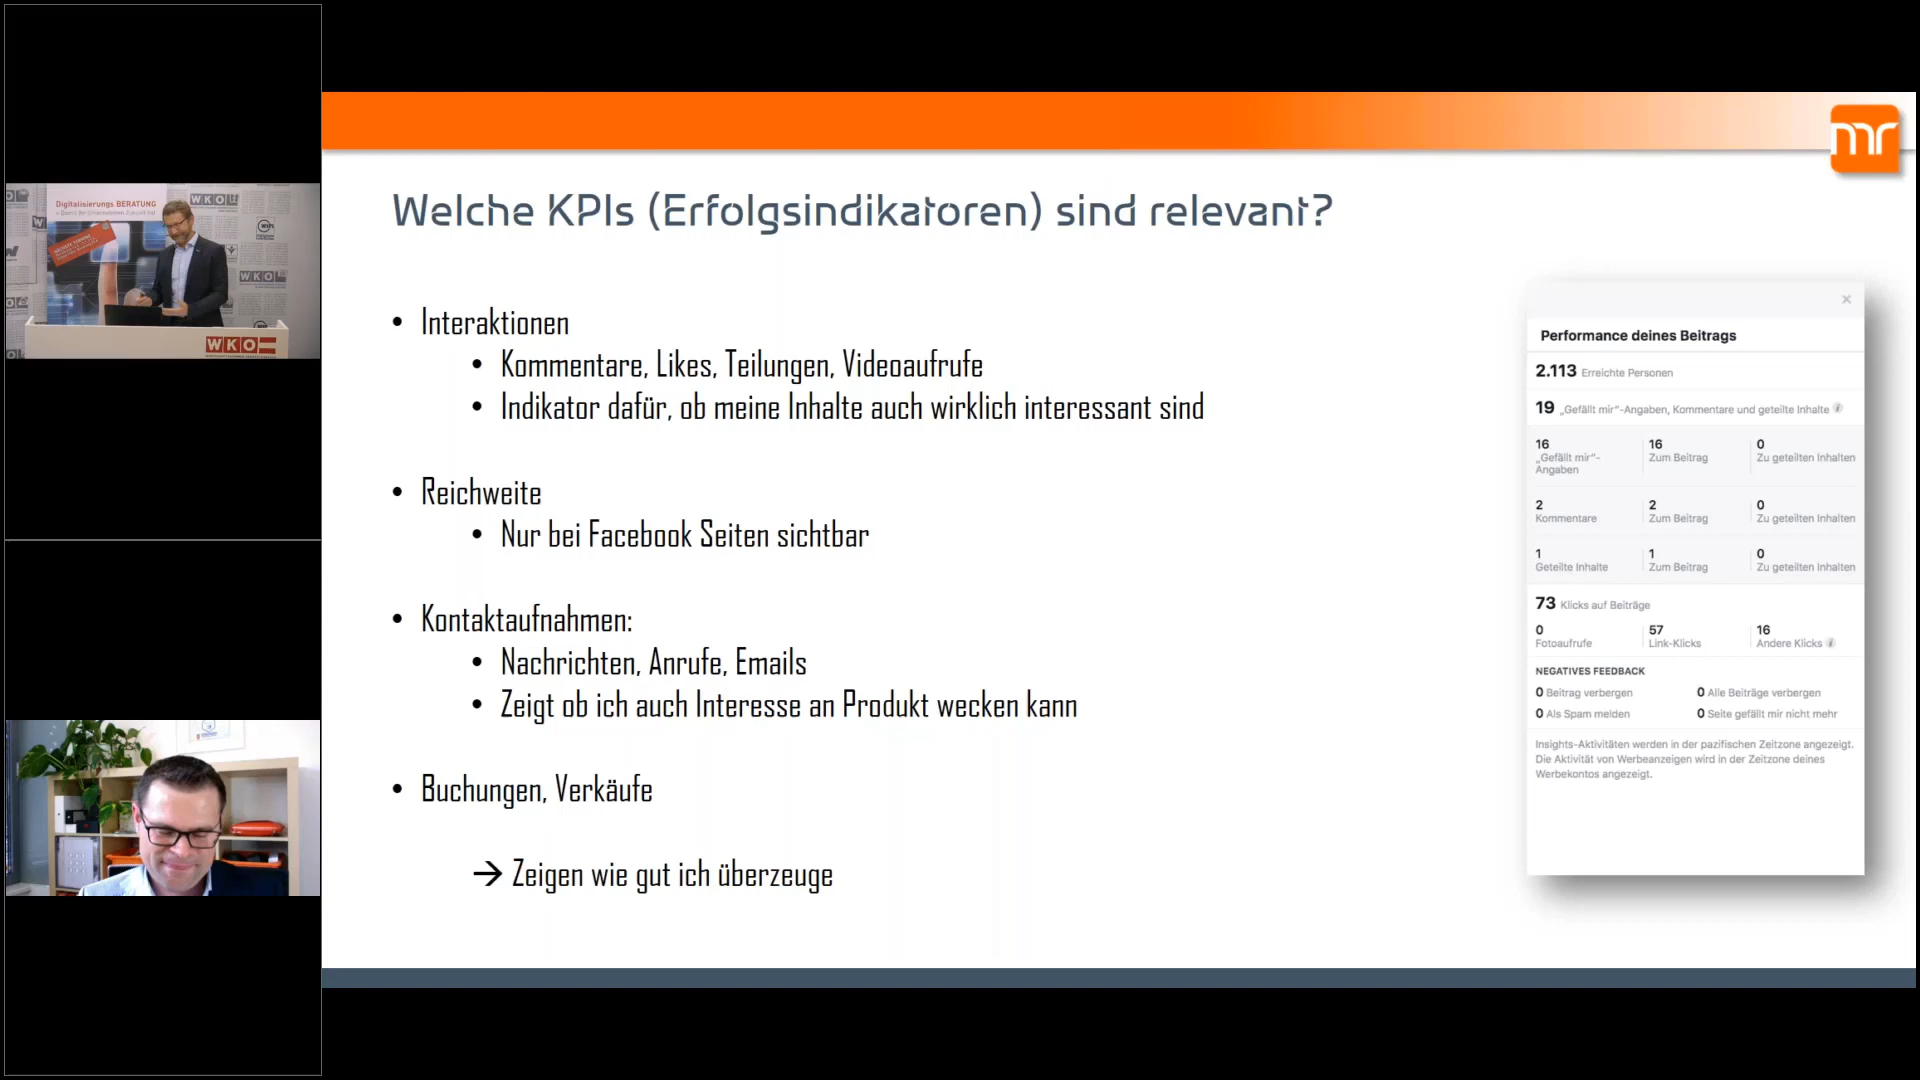 Digitalisierungs BERATUNG
WKO
WKO
WKO
mr
Welche KPIs (Erfolgsindikatoren) sind relevant?
• Interaktionen
• Kommentare, Likes, Teilungen, Videoaufrufe
• Indikator dafür, ob meine Inhalte auch wirklich interessant sind
• Reichweite
• Nur bei Facebook Seiten sichtbar
• Kontaktaufnahmen:
• Nachrichten, Anrufe, Emails
• Zeigt ob ich auch Interesse an Produkt wecken kann
• Buchungen, Verkäufe
→ Zeigen wie gut ich überzeuge
Performance deines Beitrags
2.113 Erreichte Personen
19 „Gefällt mir“-Angaben, Kommentare und geteilte Inhalte
16 16 0
„Gefällt mir“- Zum Beitrag Zu geteilten Inhalten
Angaben
2 2 0
Kommentare Zum Beitrag Zu geteilten Inhalten
1 1 0
Geteilte Inhalte Zum Beitrag Zu geteilten Inhalten
73 Klicks auf Beiträge
0 57 16
Fotoaufrufe Link-Klicks Andere Klicks
NEGATIVES FEEDBACK
0 Beitrag verbergen 0 Alle Beiträge verbergen
0 Als Spam melden 0 Seite gefällt mir nicht mehr
Insights-Aktivitäten werden in der pazifischen Zeitzone angezeigt.
Die Aktivität von Werbeanzeigen wird in der Zeitzone deines
Werbekontos angezeigt.